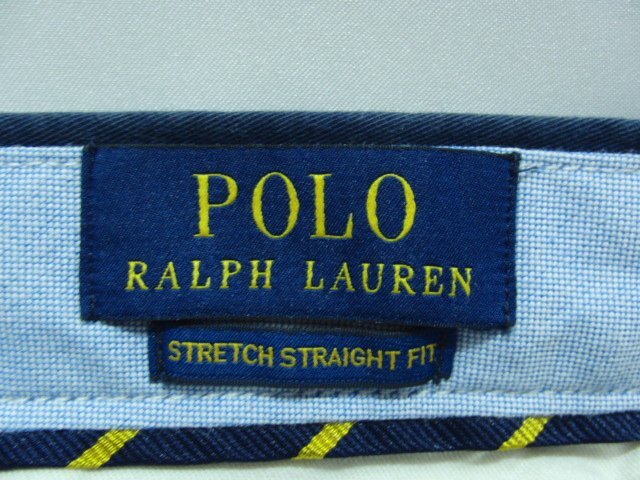 POLO
RALPH LAUREN
STRETCH STRAIGHT FIT